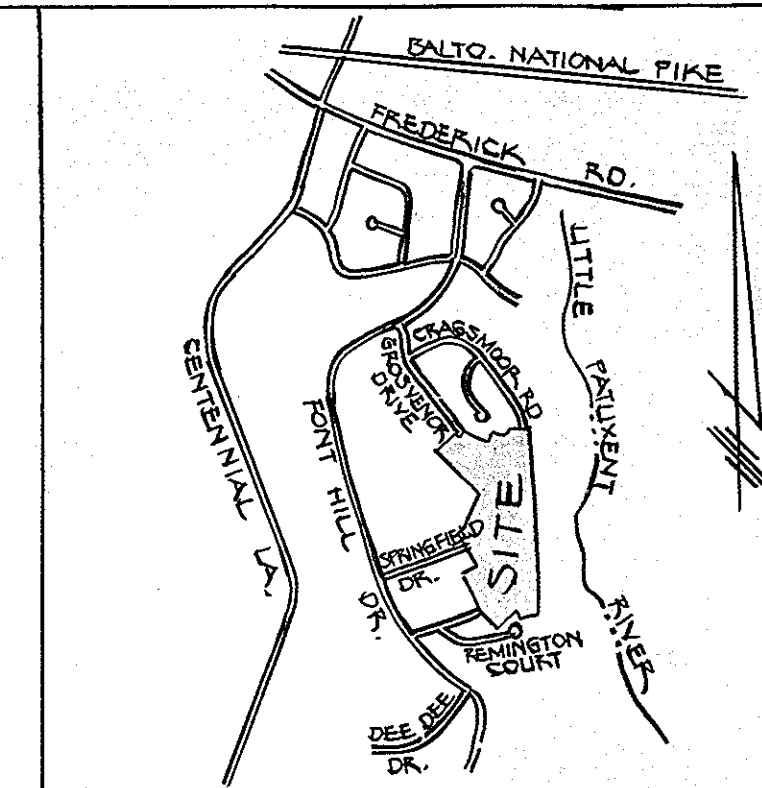 BALTO. NATIONAL PIKE
FREDERICK RD.
LITTLE PATUXENT RIVER
CENTENNIAL LA.
CRAGSMOOR RD
GROSVENOR
DRIVE
FONT HILL DR.
SITE
SPRINGFIELD
DR.
REMINGTON
COURT
DEE DEE
DR.